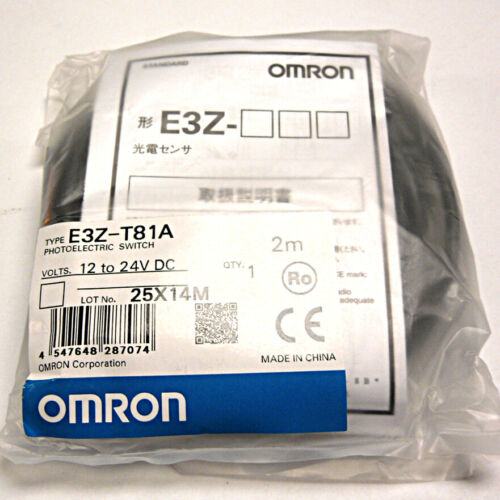 STANDARD
OMRON
形 E3Z-□□□
光電センサ
取扱説明書
TYPE E3Z-T81A
PHOTOELECTRIC SWITCH
2m
VOLTS. 12 to 24V DC
QTY. 1
Ro
LOT No. 25X14M
CE
4 547648 287074
MADE IN CHINA
OMRON Corporation
OMRON
E mark:
adequate